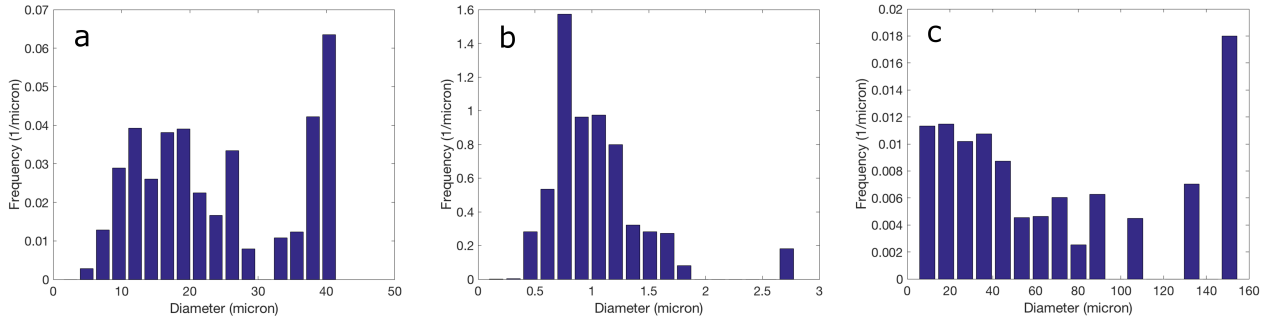 a
0.07
0.06
0.05
0.04
0.03
0.02
0.01
0
Frequency (1/micron)
0 10 20 30 40 50
Diameter (micron)
b
1.6
1.4
1.2
1
0.8
0.6
0.4
0.2
0
Frequency (1/micron)
0 0.5 1 1.5 2 2.5 3
Diameter (micron)
c
0.02
0.018
0.016
0.014
0.012
0.01
0.008
0.006
0.004
0.002
0
Frequency (1/micron)
0 20 40 60 80 100 120 140 160
Diameter (micron)